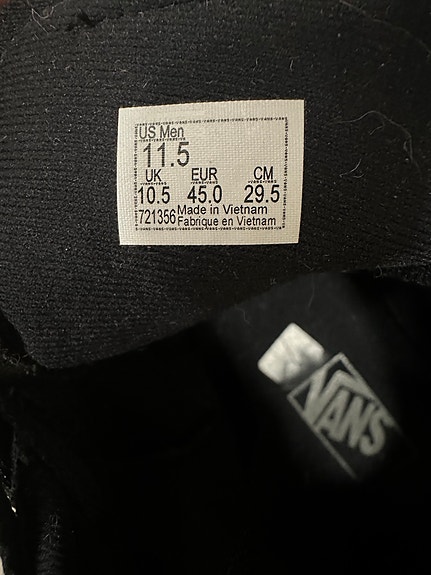 US Men
11.5
UK EUR CM
10.5 45.0 29.5
721356 Made in Vietnam
Fabrique en Vietnam
VANS